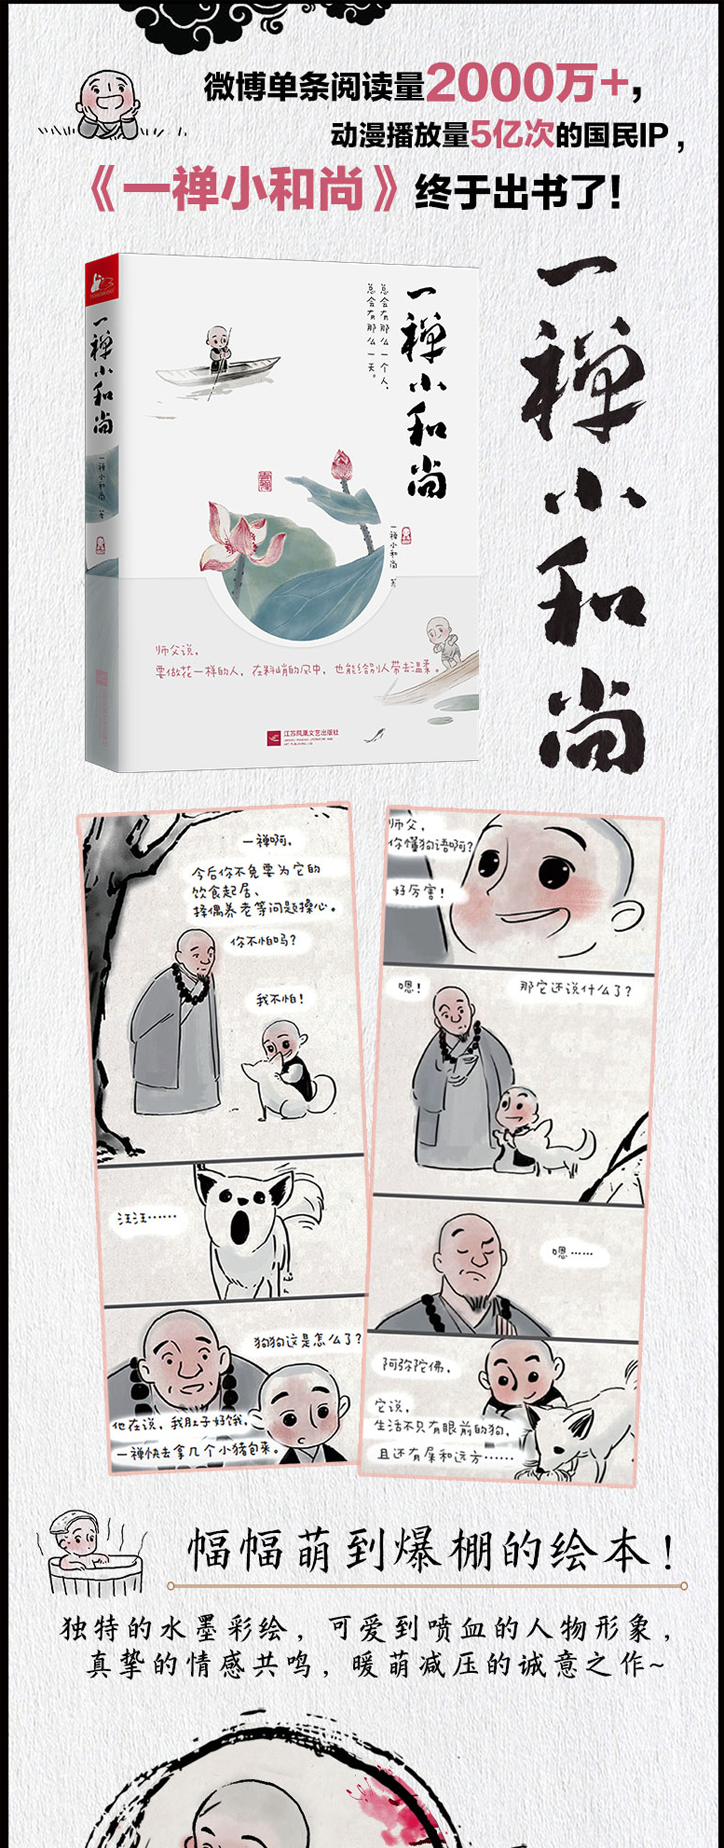 微博单条阅读量2000万+，
动漫播放量5亿次的国民IP，
《一禅小和尚》终于出书了！
一禅小和尚
一禅小和尚 著
一禅小和尚
总会有那么一个人，
总会有那么一天。
一禅小和尚 著
师父说，
要做花一样的人，在料峭的风中，也能给别人带去温柔。
江苏凤凰文艺出版社
一禅小和尚
一禅啊，
今后你不免要为它的
饮食起居、
择偶养老等问题操心。
你不怕吗？
我不怕！
汪汪……
狗狗这是怎么了？
他在说，我肚子好饿，
一禅快去拿几个小猪包来。
师父，
你懂狗语啊？
好厉害！
嗯！
那它还说什么了？
嗯……
阿弥陀佛，
它说，
生活不只有眼前的狗，
且还有屎和远方……
幅幅萌到爆棚的绘本！
独特的水墨彩绘，可爱到喷血的人物形象，
真挚的情感共鸣，暖萌减压的诚意之作~